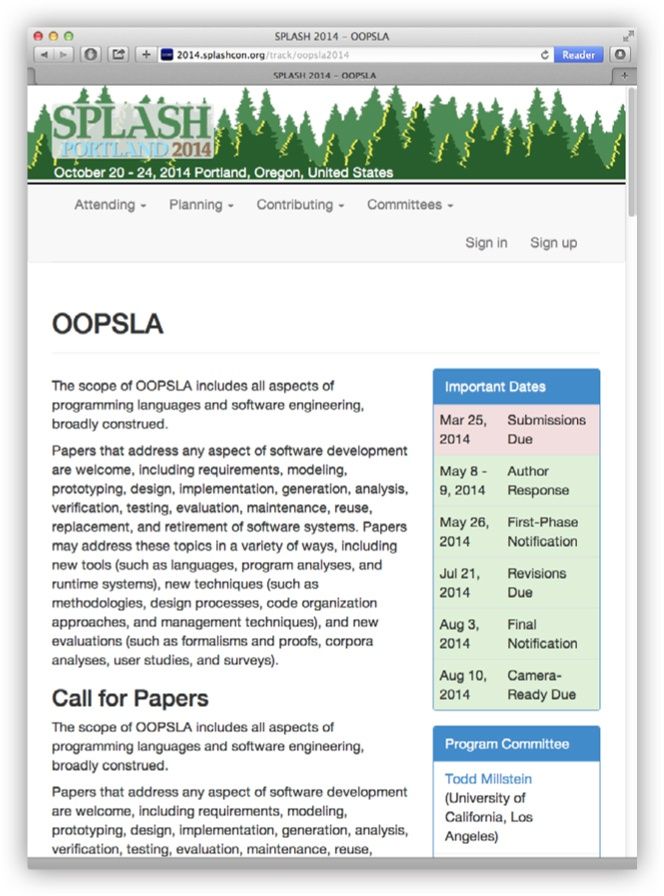 SPLASH 2014 – OOPSLA
2014.splashcon.org/track/oopsla2014
Reader
SPLASH 2014 – OOPSLA
SPLASH
PORTLAND 2014
October 20 - 24, 2014 Portland, Oregon, United States
Attending Planning Contributing Committees
Sign in Sign up
OOPSLA
The scope of OOPSLA includes all aspects of
programming languages and software engineering,
broadly construed.
Papers that address any aspect of software development
are welcome, including requirements, modeling,
prototyping, design, implementation, generation, analysis,
verification, testing, evaluation, maintenance, reuse,
replacement, and retirement of software systems. Papers
may address these topics in a variety of ways, including
new tools (such as languages, program analyses, and
runtime systems), new techniques (such as
methodologies, design processes, code organization
approaches, and management techniques), and new
evaluations (such as formalisms and proofs, corpora
analyses, user studies, and surveys).
Call for Papers
The scope of OOPSLA includes all aspects of
programming languages and software engineering,
broadly construed.
Papers that address any aspect of software development
are welcome, including requirements, modeling,
prototyping, design, implementation, generation, analysis,
verification, testing, evaluation, maintenance, reuse,
Important Dates
Mar 25, Submissions
2014 Due
May 8 - Author
9, 2014 Response
May 26, First-Phase
2014 Notification
Jul 21, Revisions
2014 Due
Aug 3, Final
2014 Notification
Aug 10, Camera-
2014 Ready Due
Program Committee
Todd Millstein
(University of
California, Los
Angeles)